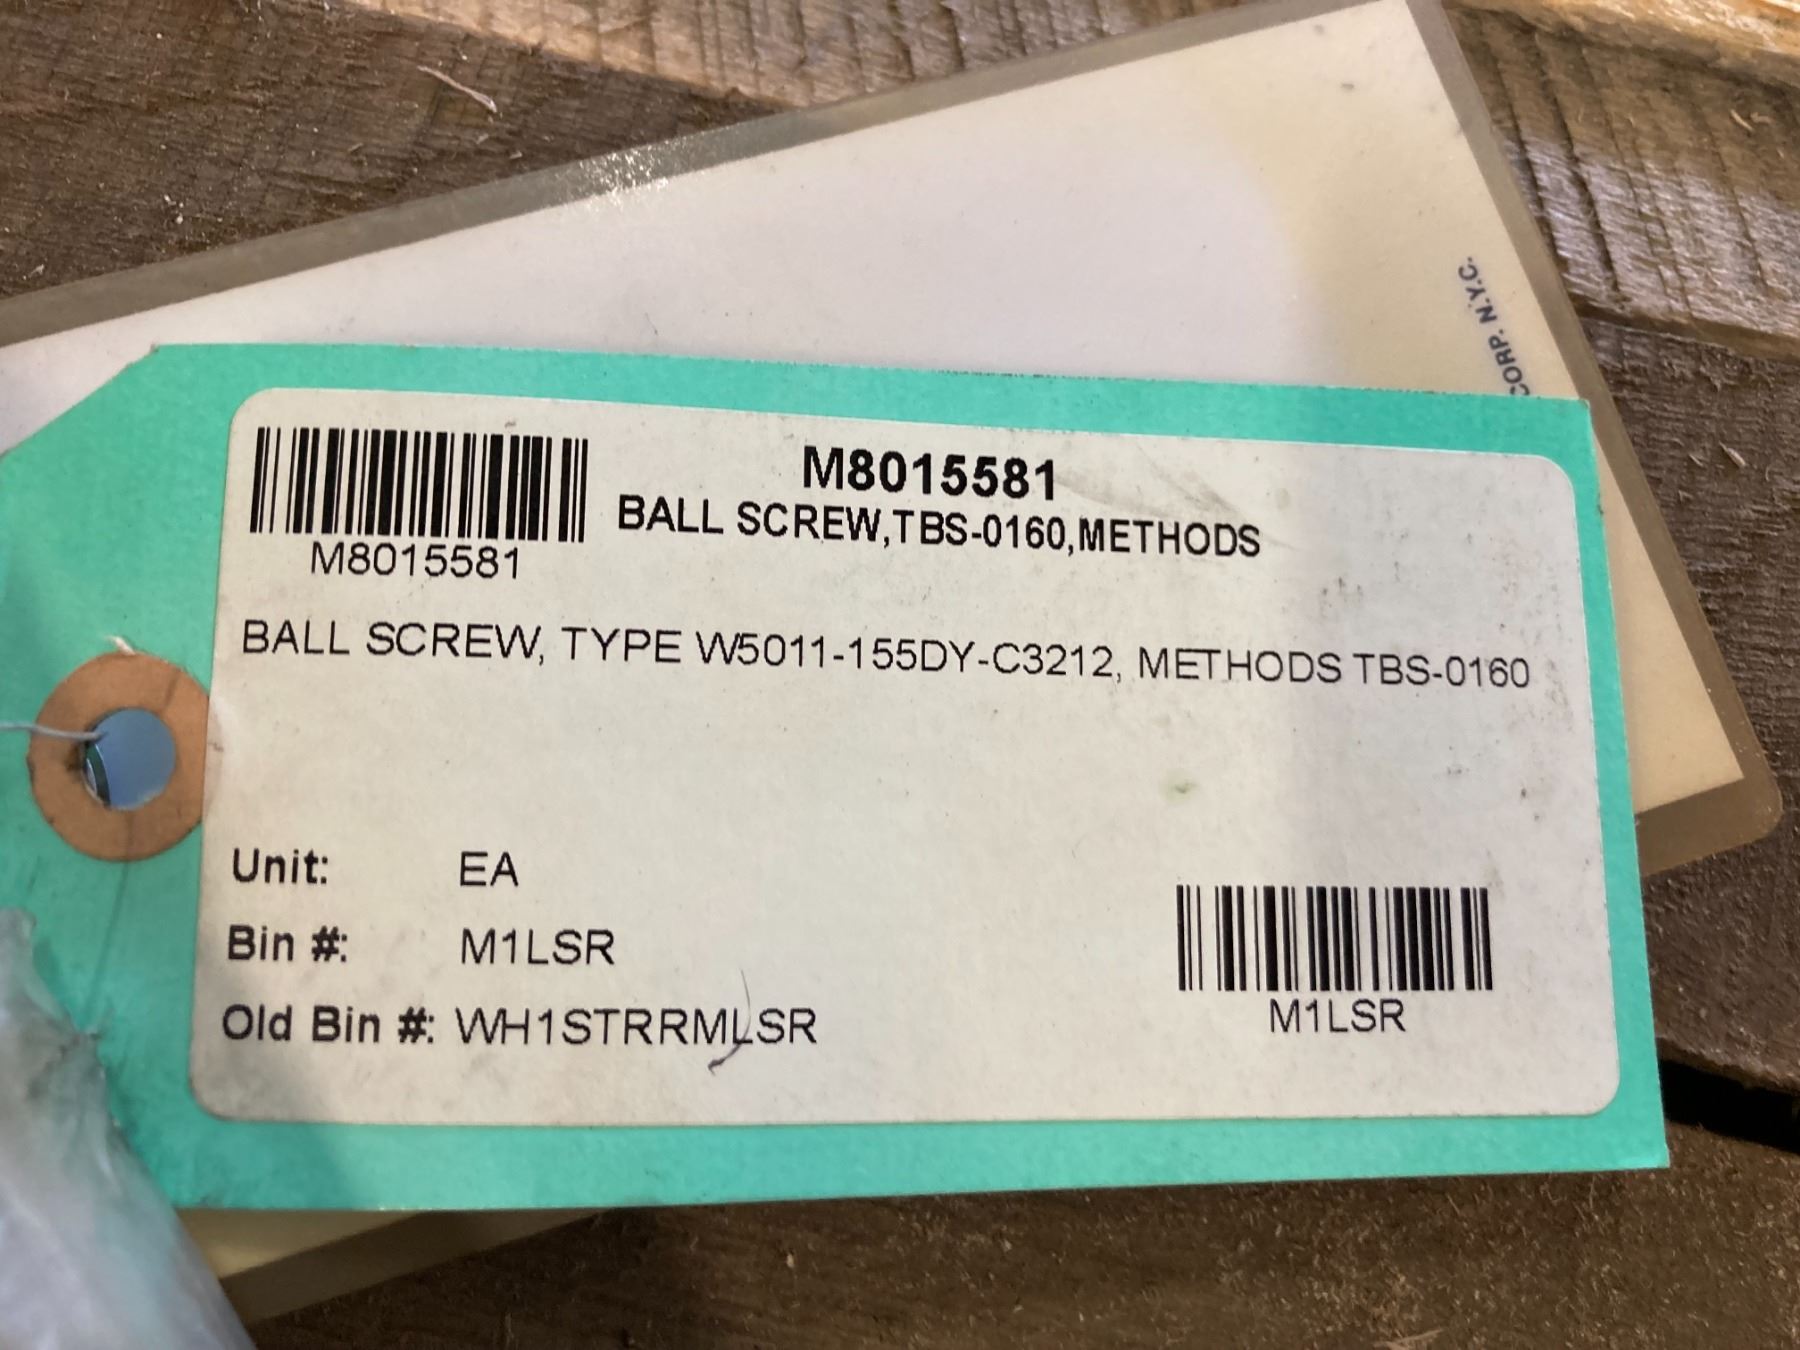 CORP. N.Y.C.
M8015581
BALL SCREW,TBS-0160,METHODS
M8015581
BALL SCREW, TYPE W5011-155DY-C3212, METHODS TBS-0160
Unit: EA
Bin #: M1LSR
Old Bin #: WH1STRRMLSR
M1LSR